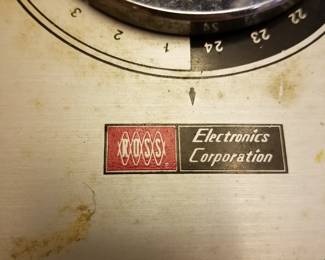 3 2 1 24 23 22
ROSS
Electronics
Corporation